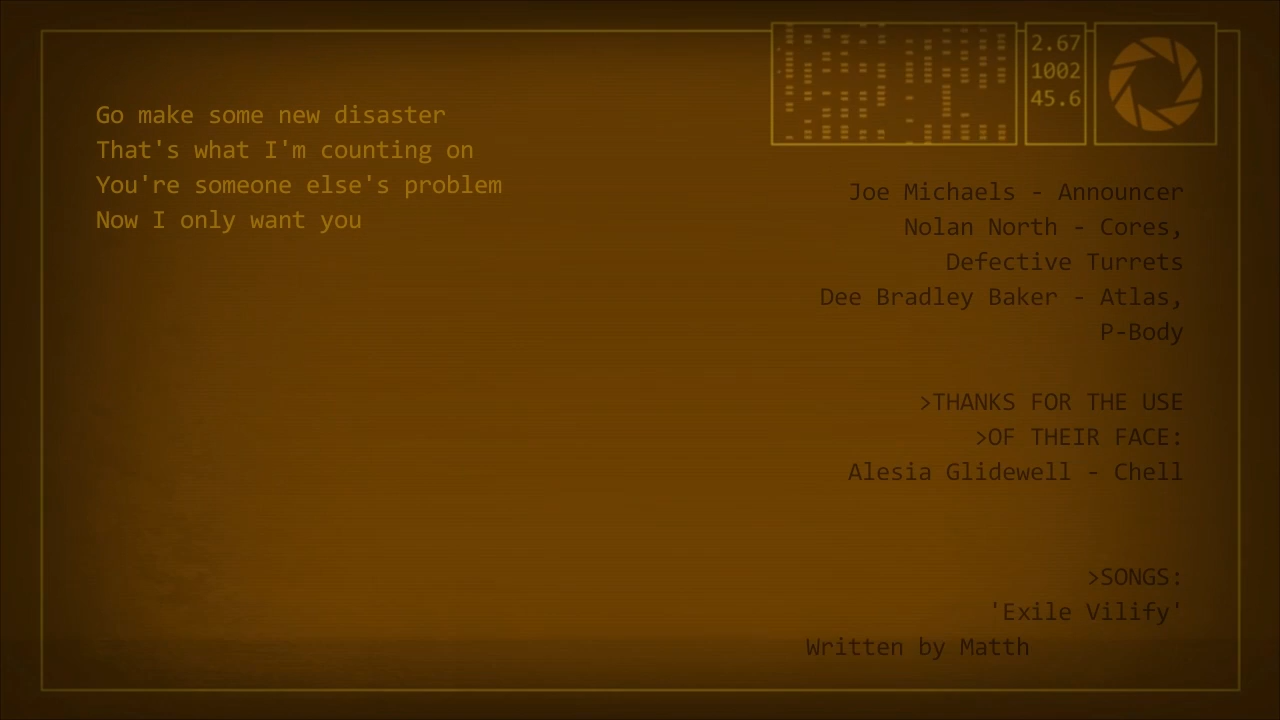 Go make some new disaster
That's what I'm counting on
You're someone else's problem
Now I only want you
2.67
1002
45.6
Joe Michaels - Announcer
Nolan North - Cores,
Defective Turrets
Dee Bradley Baker - Atlas,
P-Body
>THANKS FOR THE USE
>OF THEIR FACE:
Alesia Glidewell - Chell
>SONGS:
'Exile Vilify'
Written by Matth